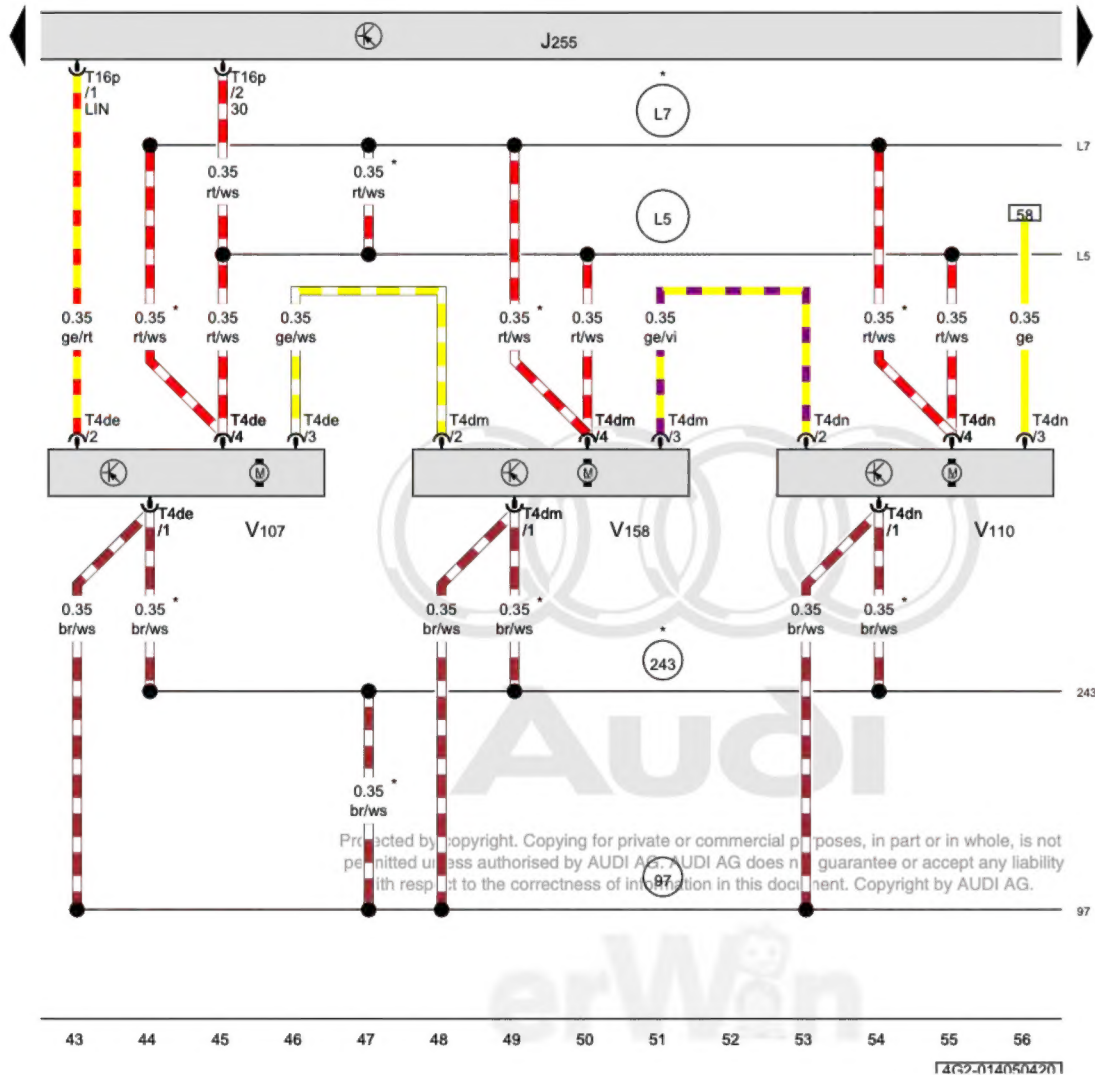 J255
T16p
/1
LIN
T16p
/2
30
*
L7
L7
0.35
rt/ws
0.35 *
rt/ws
L5
58
L5
0.35
ge/rt
0.35 *
rt/ws
0.35
rt/ws
0.35
ge/ws
0.35 *
rt/ws
0.35
rt/ws
0.35
ge/vi
0.35 *
rt/ws
0.35
rt/ws
0.35
ge
T4de
/2
T4de
/4
T4de
/3
T4dm
/2
T4dm
/4
T4dm
/3
T4dn
/2
T4dn
/4
T4dn
/3
M
M
M
T4de
/1
V107
T4dm
/1
V158
T4dn
/1
V110
0.35
br/ws
0.35 *
br/ws
0.35
br/ws
0.35 *
br/ws
0.35
br/ws
0.35 *
br/ws
*
243
243
Audi
0.35 *
br/ws
Protected by copyright. Copying for private or commercial purposes, in part or in whole, is not
permitted unless authorised by AUDI AG. AUDI AG does not guarantee or accept any liability
with respect to the correctness of information in this document. Copyright by AUDI AG.
97
97
erWin
43 44 45 46 47 48 49 50 51 52 53 54 55 56
4G2-014050420